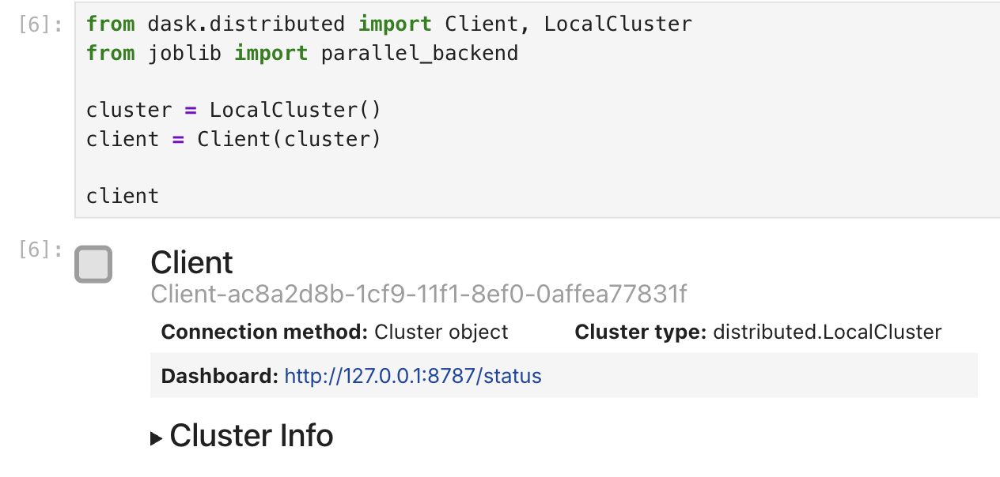 [6]: from dask.distributed import Client, LocalCluster
from joblib import parallel_backend
cluster = LocalCluster()
client = Client(cluster)
client
[6]: Client
Client-ac8a2d8b-1cf9-11f1-8ef0-0affea77831f
Connection method: Cluster object Cluster type: distributed.LocalCluster
Dashboard: http://127.0.0.1:8787/status
▸ Cluster Info